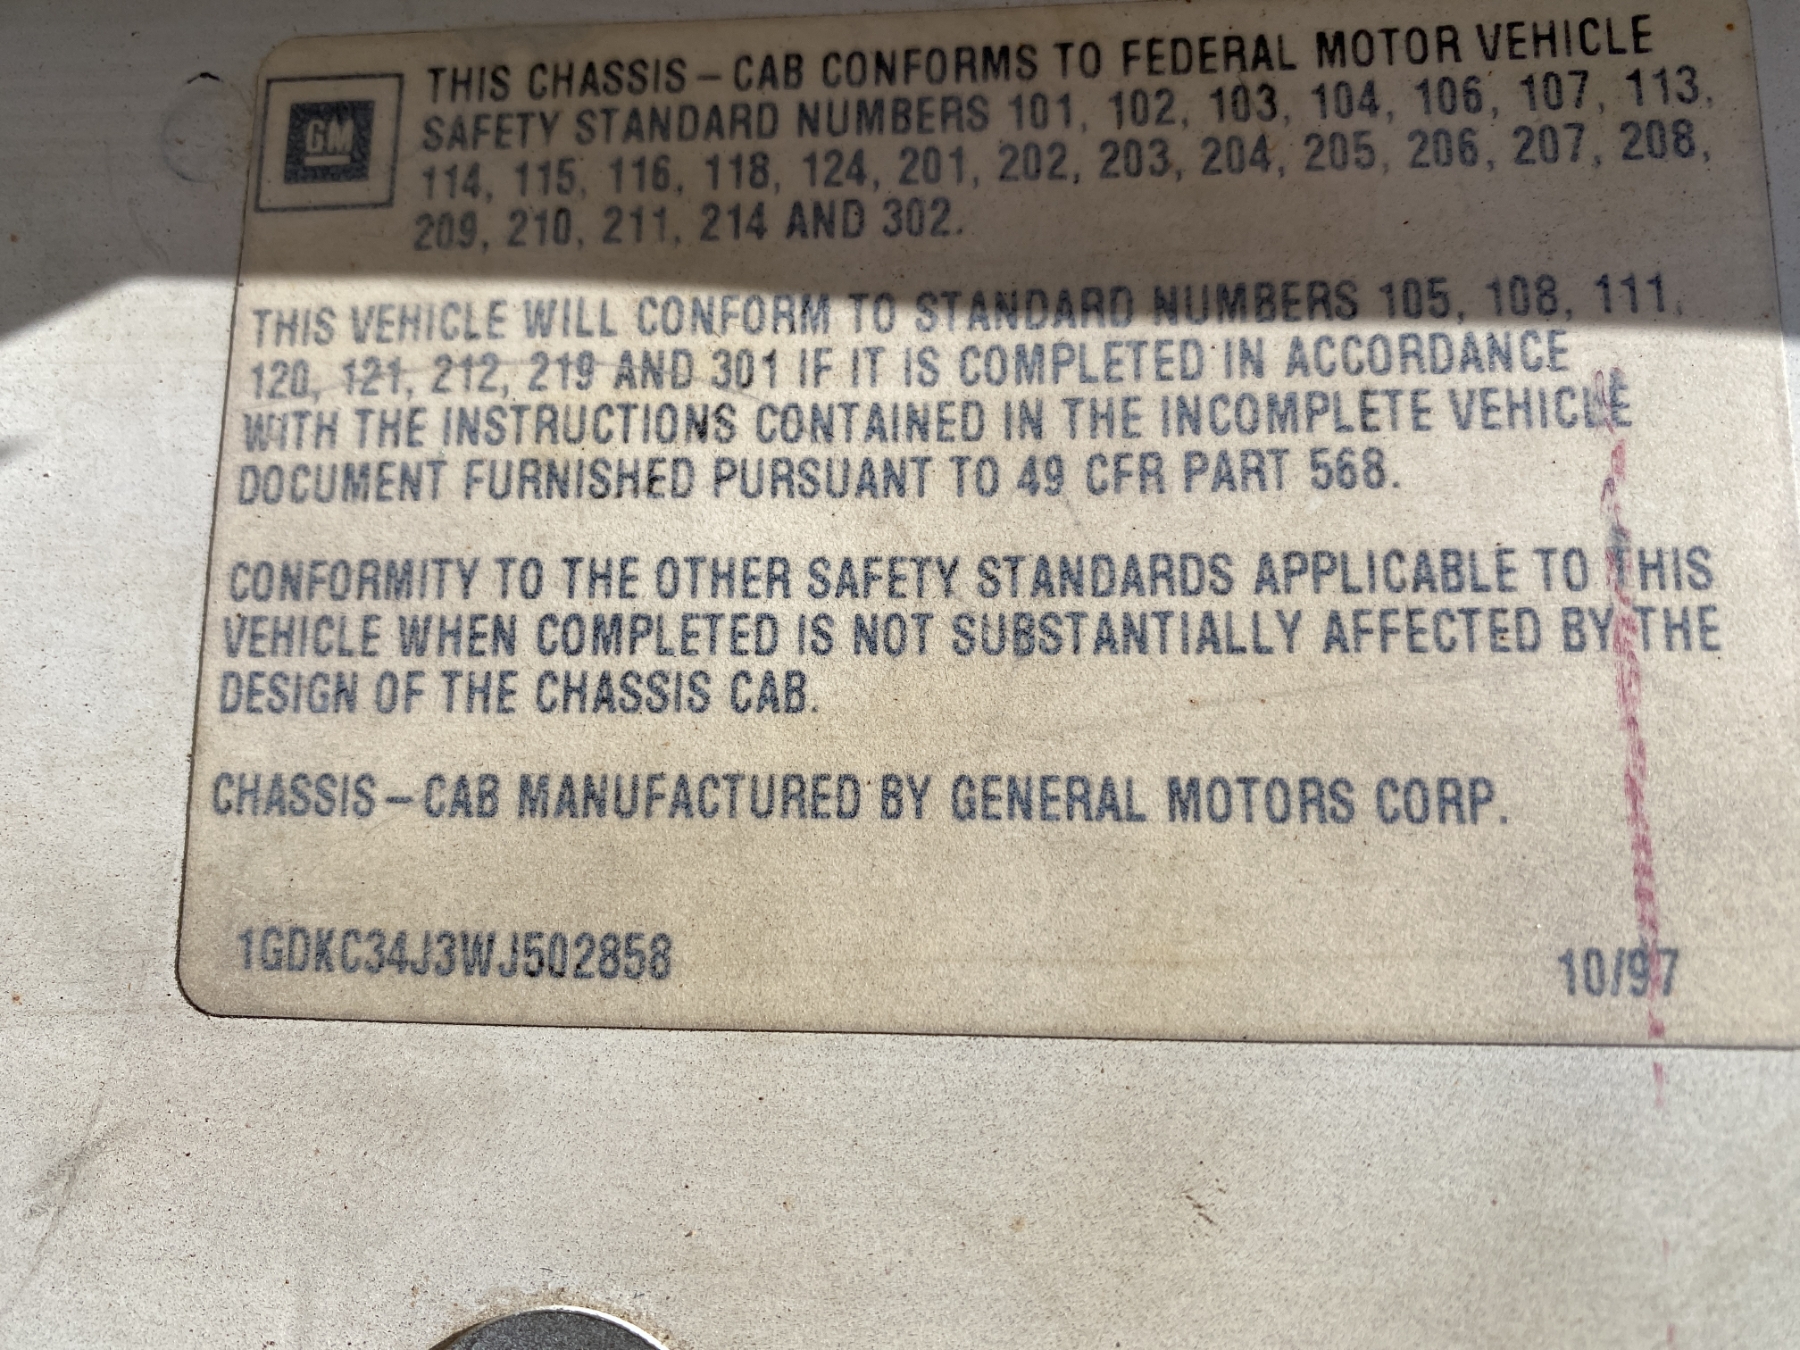 GM
THIS CHASSIS – CAB CONFORMS TO FEDERAL MOTOR VEHICLE
SAFETY STANDARD NUMBERS 101, 102, 103, 104, 106, 107, 113,
114, 115, 116, 118, 124, 201, 202, 203, 204, 205, 206, 207, 208,
209, 210, 211, 214 AND 302.
THIS VEHICLE WILL CONFORM TO STANDARD NUMBERS 105, 108, 111,
120, 121, 212, 219 AND 301 IF IT IS COMPLETED IN ACCORDANCE
WITH THE INSTRUCTIONS CONTAINED IN THE INCOMPLETE VEHICLE
DOCUMENT FURNISHED PURSUANT TO 49 CFR PART 568.
CONFORMITY TO THE OTHER SAFETY STANDARDS APPLICABLE TO THIS
VEHICLE WHEN COMPLETED IS NOT SUBSTANTIALLY AFFECTED BY THE
DESIGN OF THE CHASSIS CAB.
CHASSIS – CAB MANUFACTURED BY GENERAL MOTORS CORP.
1GDKC34J3WJ502858 10/97